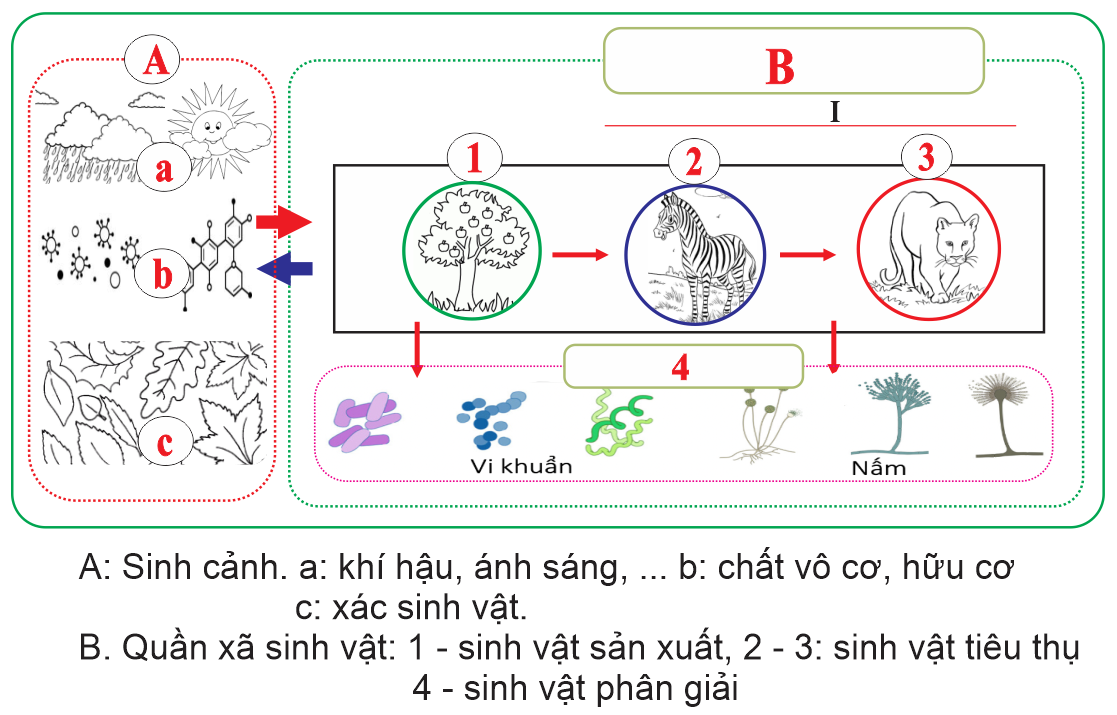 A
B
I
a
1
2
3
b
4
c
Vi khuẩn
Nấm
A: Sinh cảnh. a: khí hậu, ánh sáng, ... b: chất vô cơ, hữu cơ
c: xác sinh vật.
B. Quần xã sinh vật: 1 - sinh vật sản xuất, 2 - 3: sinh vật tiêu thụ
4 - sinh vật phân giải